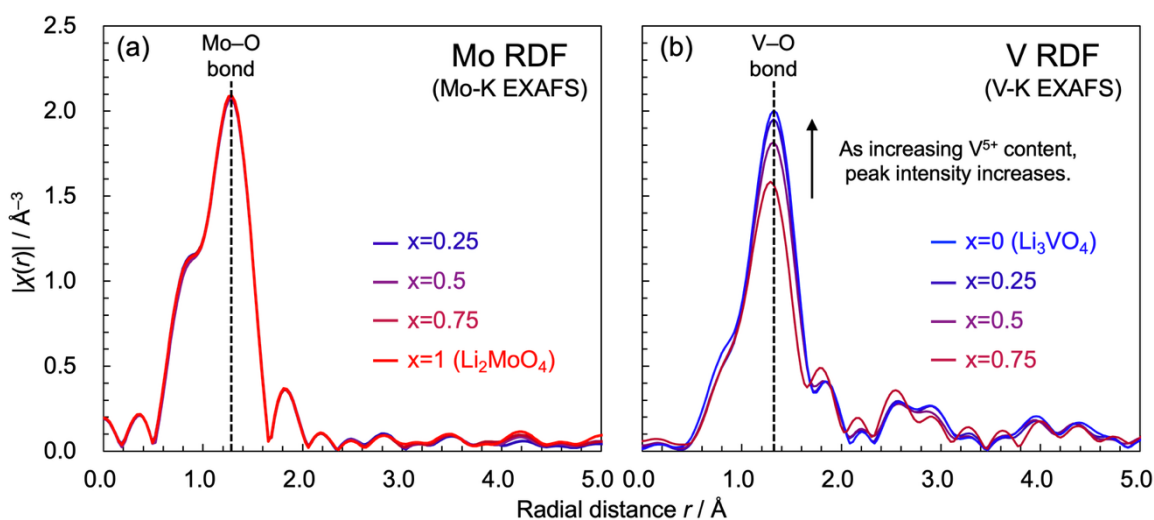 (a)
Mo–O
bond
Mo RDF
(Mo-K EXAFS)
x=0.25
x=0.5
x=0.75
x=1 (Li₂MoO₄)
2.5
2.0
1.5
1.0
0.5
0.0
|χ(r)| / Å⁻³
0.0 1.0 2.0 3.0 4.0 5.0
(b)
V–O
bond
V RDF
(V-K EXAFS)
As increasing V⁵⁺ content,
peak intensity increases.
x=0 (Li₃VO₄)
x=0.25
x=0.5
x=0.75
0.0 1.0 2.0 3.0 4.0 5.0
Radial distance r / Å